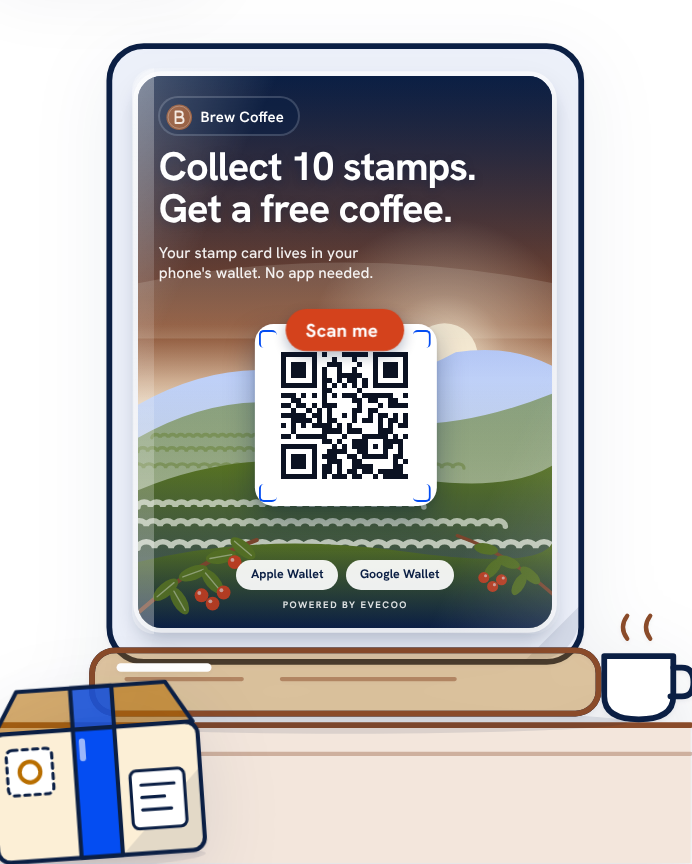 B Brew Coffee
Collect 10 stamps.
Get a free coffee.
Your stamp card lives in your
phone's wallet. No app needed.
Scan me
Apple Wallet Google Wallet
POWERED BY EVECOO